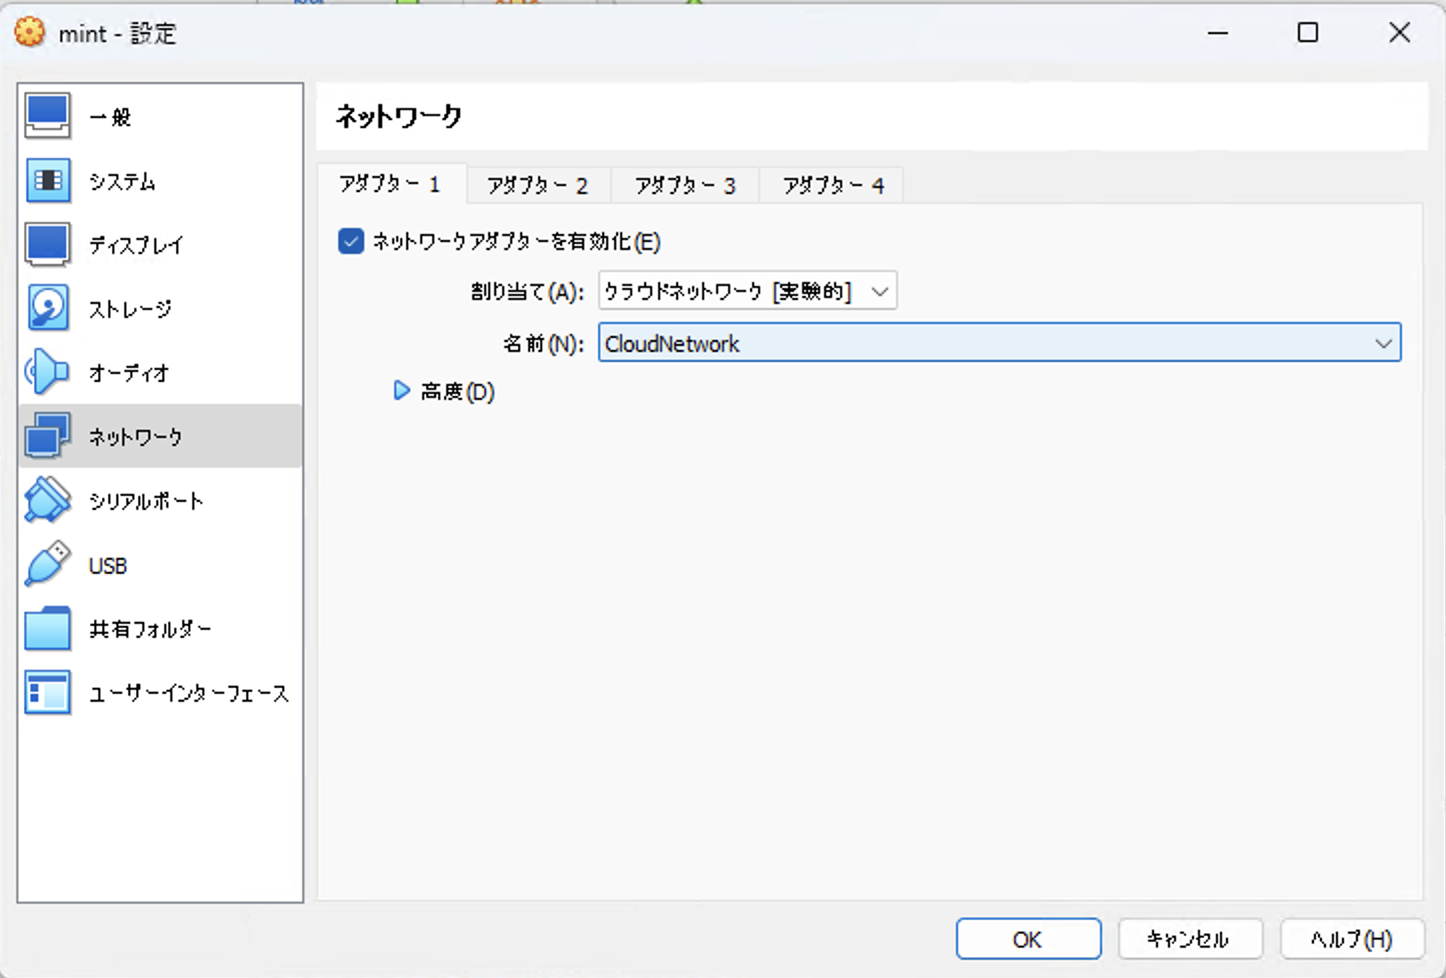 mint - 設定
一般
システム
ディスプレイ
ストレージ
オーディオ
ネットワーク
シリアルポート
USB
共有フォルダー
ユーザーインターフェース
ネットワーク
アダプター 1
アダプター 2
アダプター 3
アダプター 4
ネットワークアダプターを有効化(E)
割り当て(A): クラウドネットワーク [実験的]
名前(N): CloudNetwork
高度(D)
OK
キャンセル
ヘルプ(H)